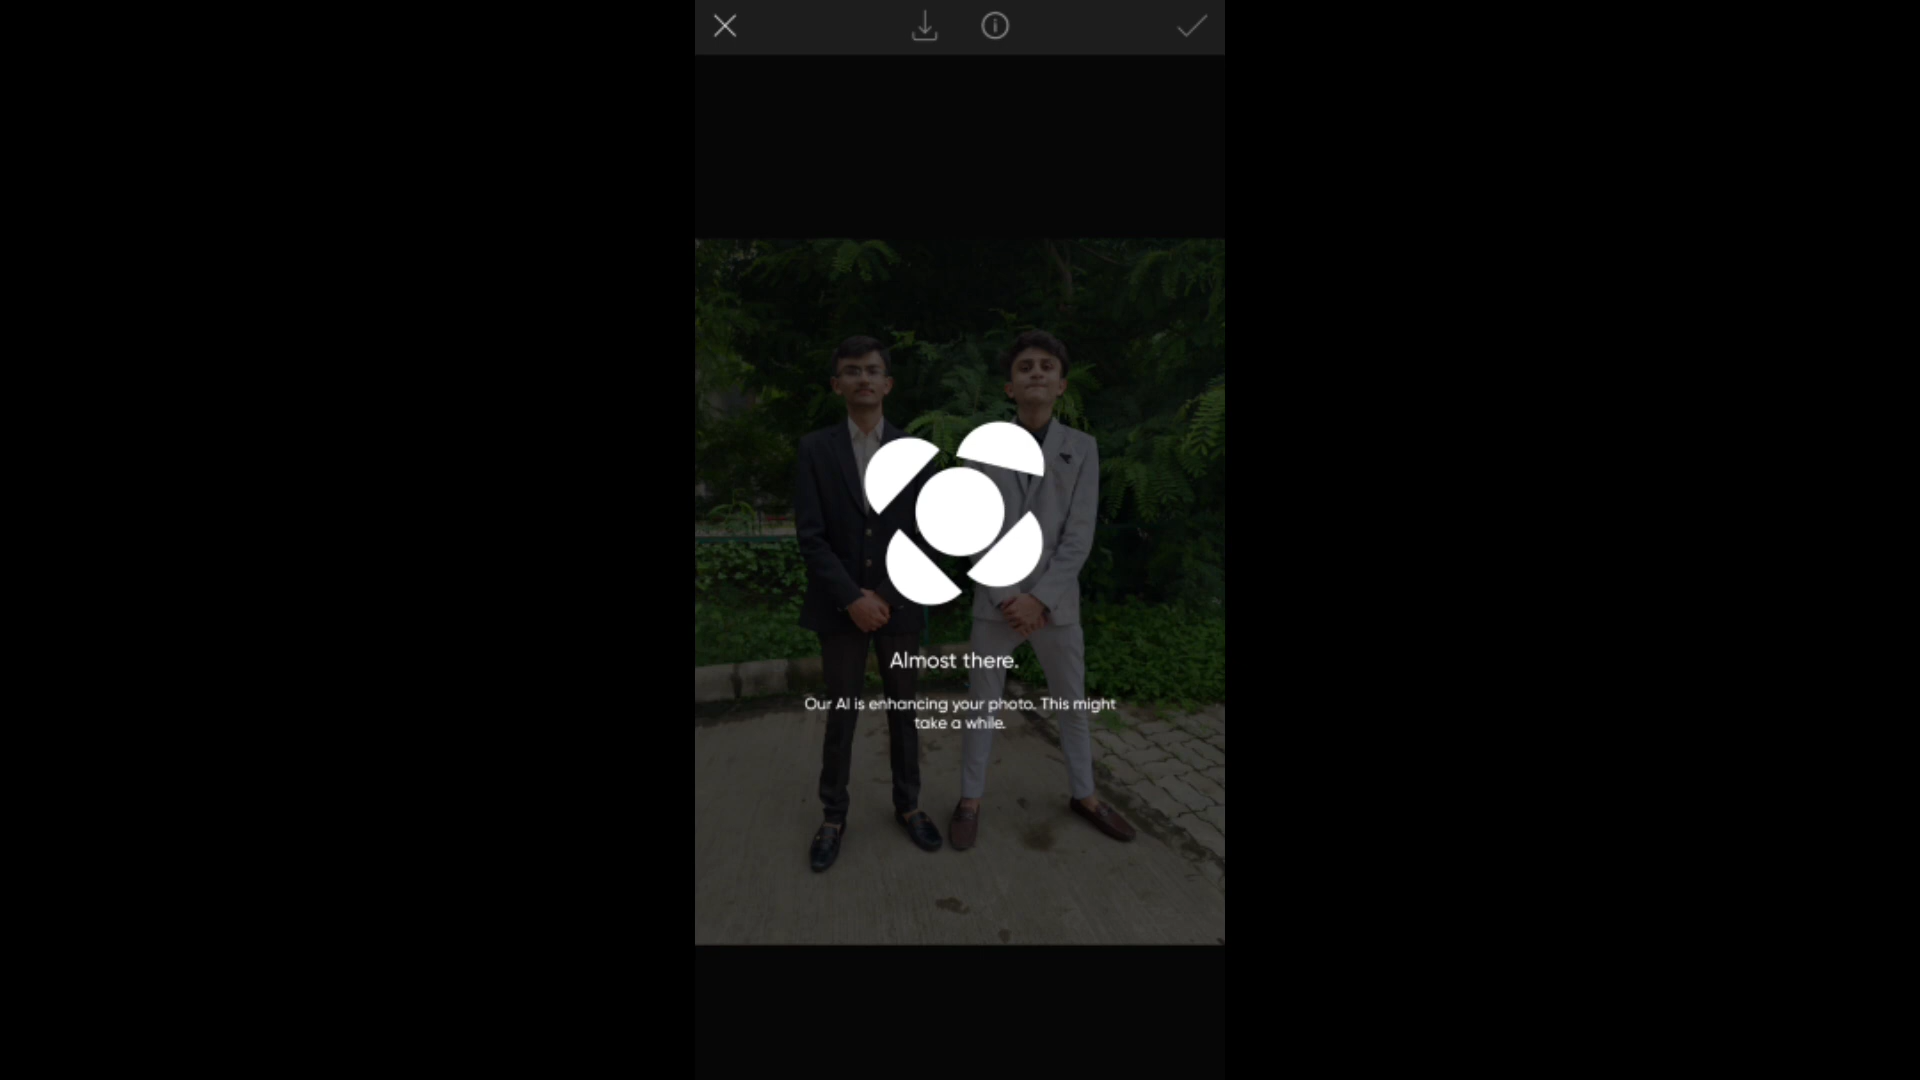 Almost there.
Our AI is enhancing your photo. This might
take a while.